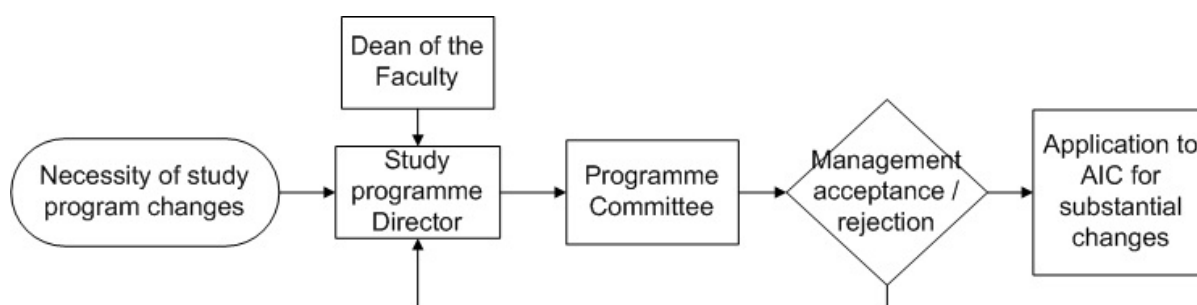 Dean of the
Faculty
Necessity of study
program changes
Study
programme
Director
Programme
Committee
Management
acceptance /
rejection
Application to
AIC for
substantial
changes